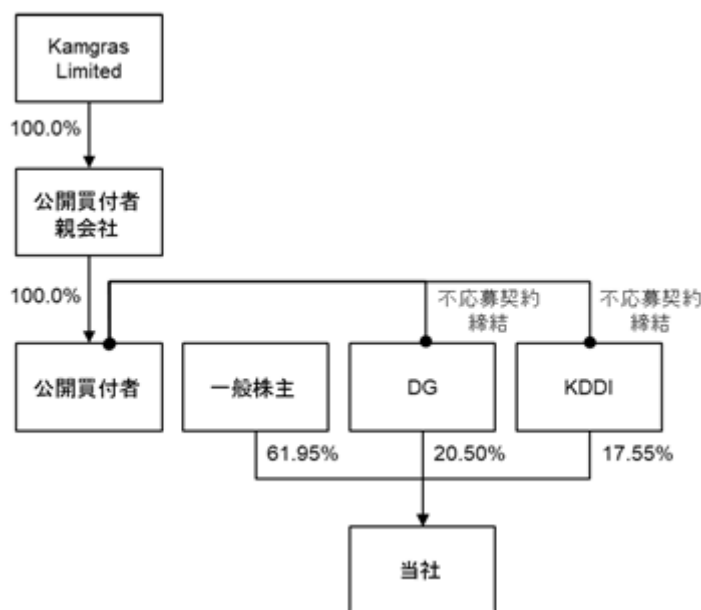 Kamgras
Limited
100.0%
公開買付者
親会社
100.0%
不応募契約
締結
不応募契約
締結
公開買付者
一般株主
DG
KDDI
61.95%
20.50%
17.55%
当社